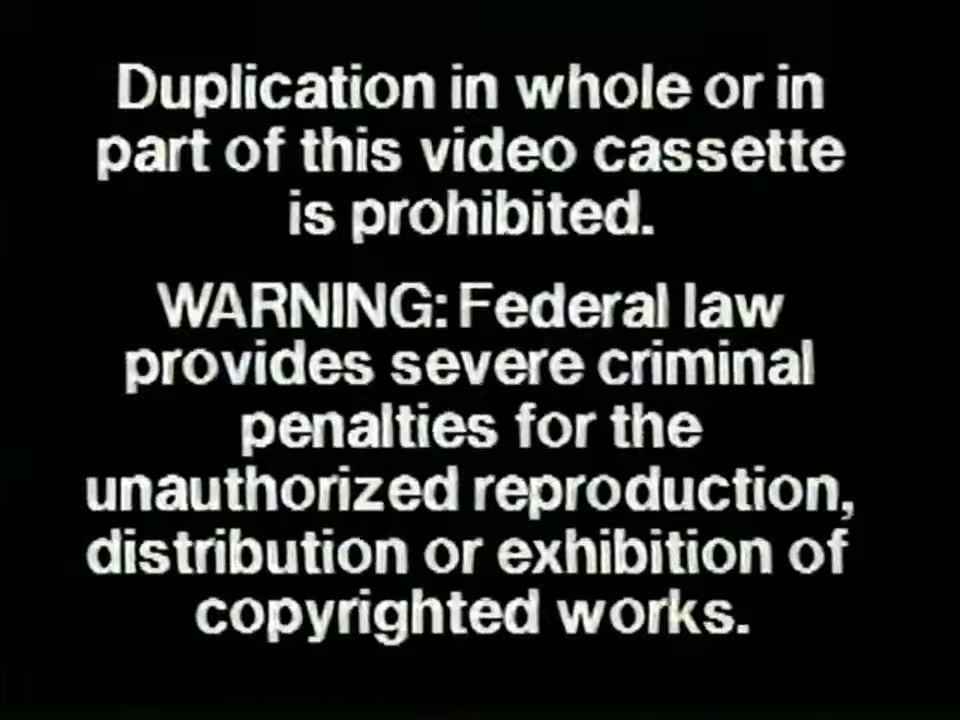 Duplication in whole or in
part of this video cassette
is prohibited.
WARNING: Federal law
provides severe criminal
penalties for the
unauthorized reproduction,
distribution or exhibition of
copyrighted works.